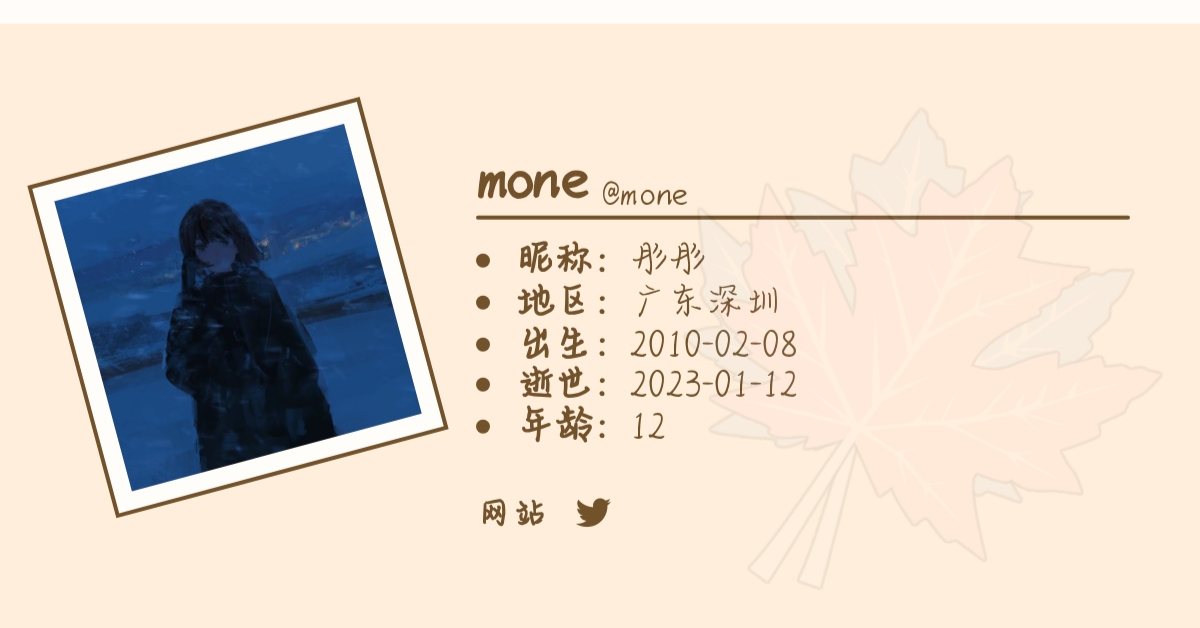 mone @mone
昵称：彤彤
地区：广东深圳
出生：2010-02-08
逝世：2023-01-12
年龄：12
网站